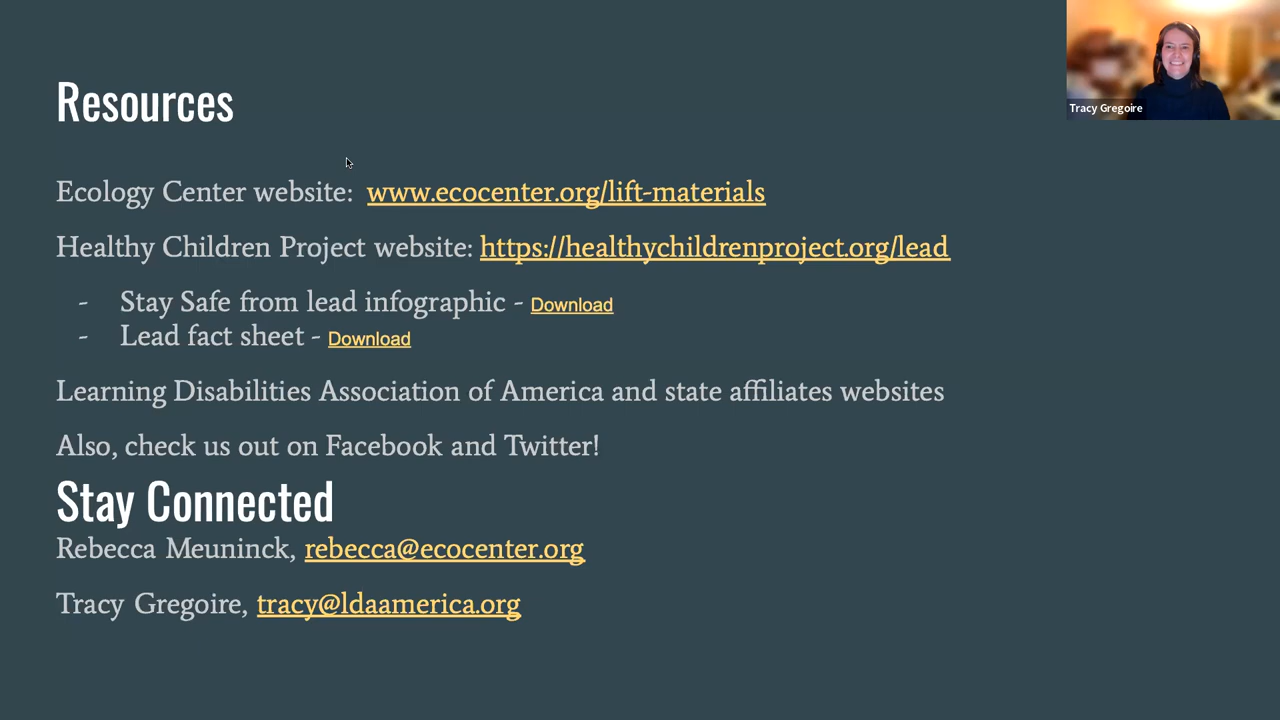 Resources
Tracy Gregoire
Ecology Center website: www.ecocenter.org/lift-materials
Healthy Children Project website: https://healthychildrenproject.org/lead
- Stay Safe from lead infographic - Download
- Lead fact sheet - Download
Learning Disabilities Association of America and state affiliates websites
Also, check us out on Facebook and Twitter!
Stay Connected
Rebecca Meuninck, rebecca@ecocenter.org
Tracy Gregoire, tracy@ldaamerica.org